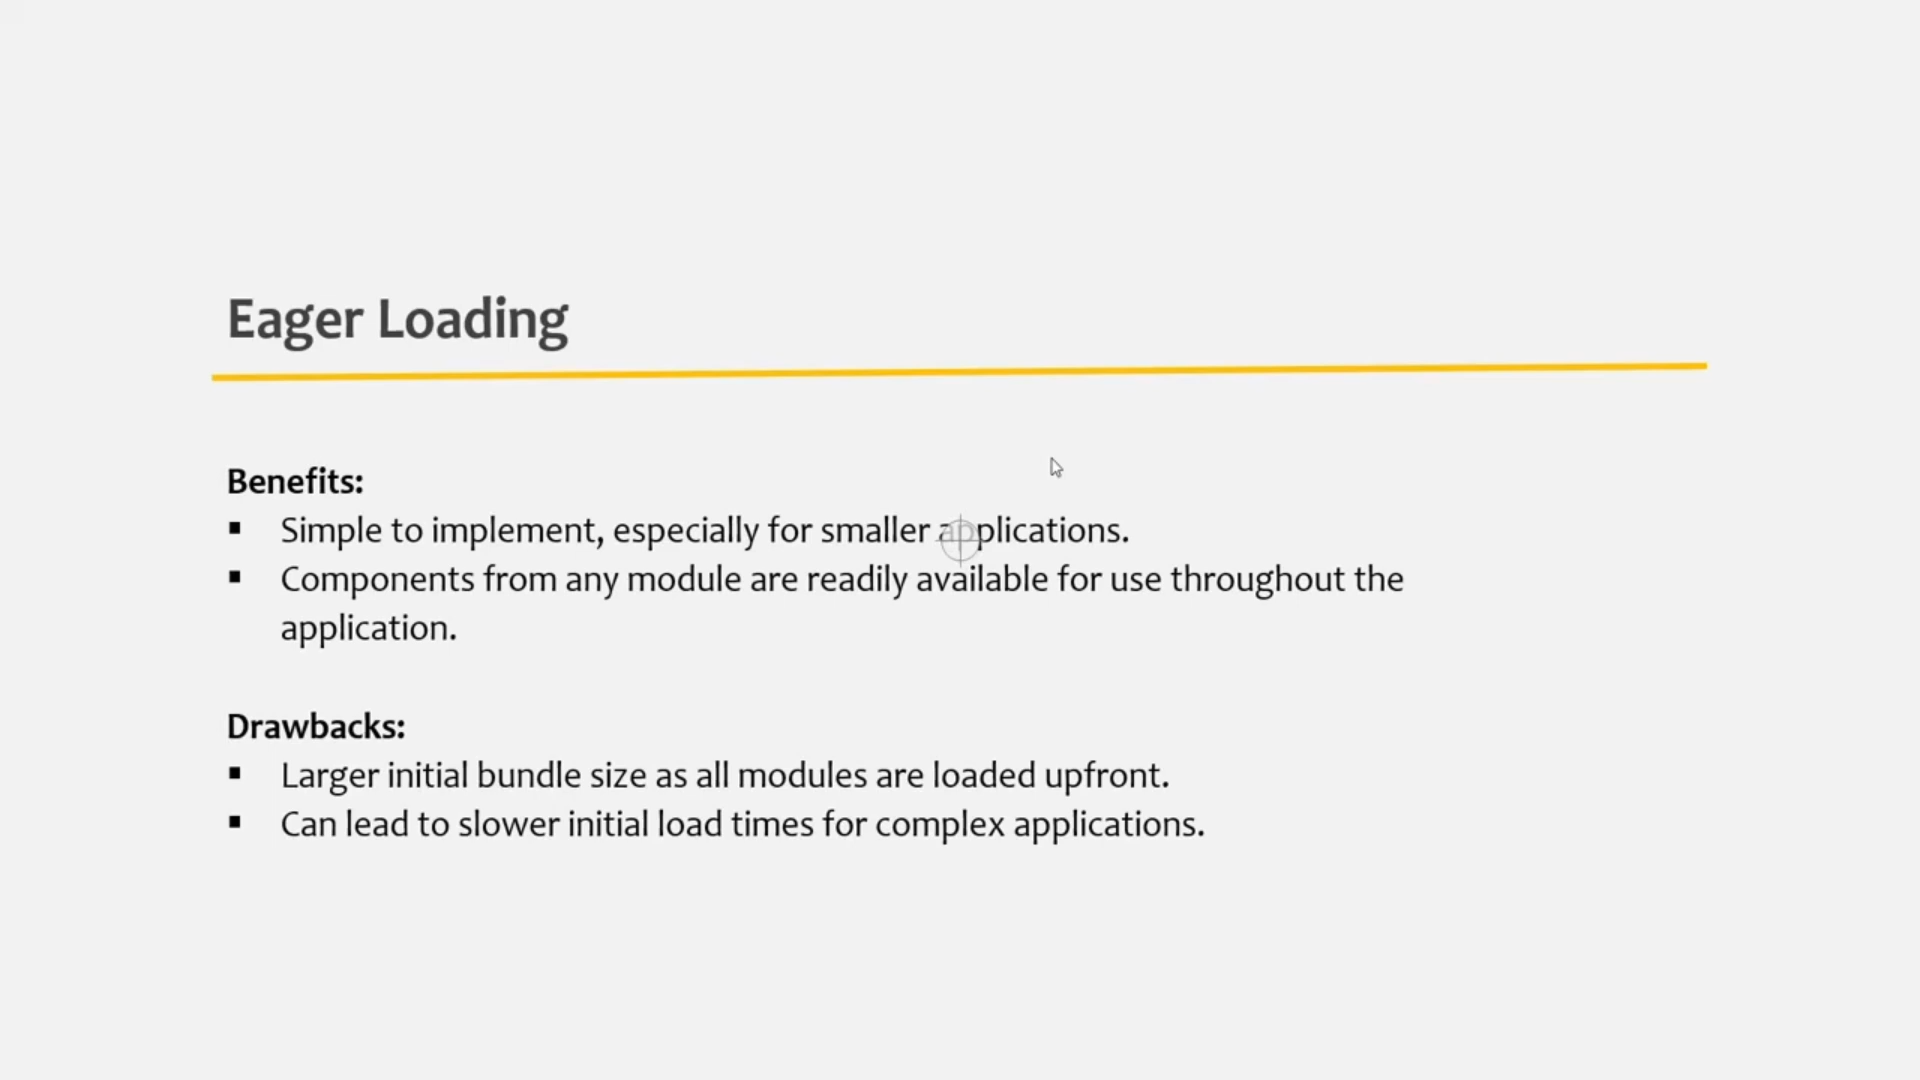 Eager Loading
Benefits:
▪ Simple to implement, especially for smaller applications.
▪ Components from any module are readily available for use throughout the
application.
Drawbacks:
▪ Larger initial bundle size as all modules are loaded upfront.
▪ Can lead to slower initial load times for complex applications.